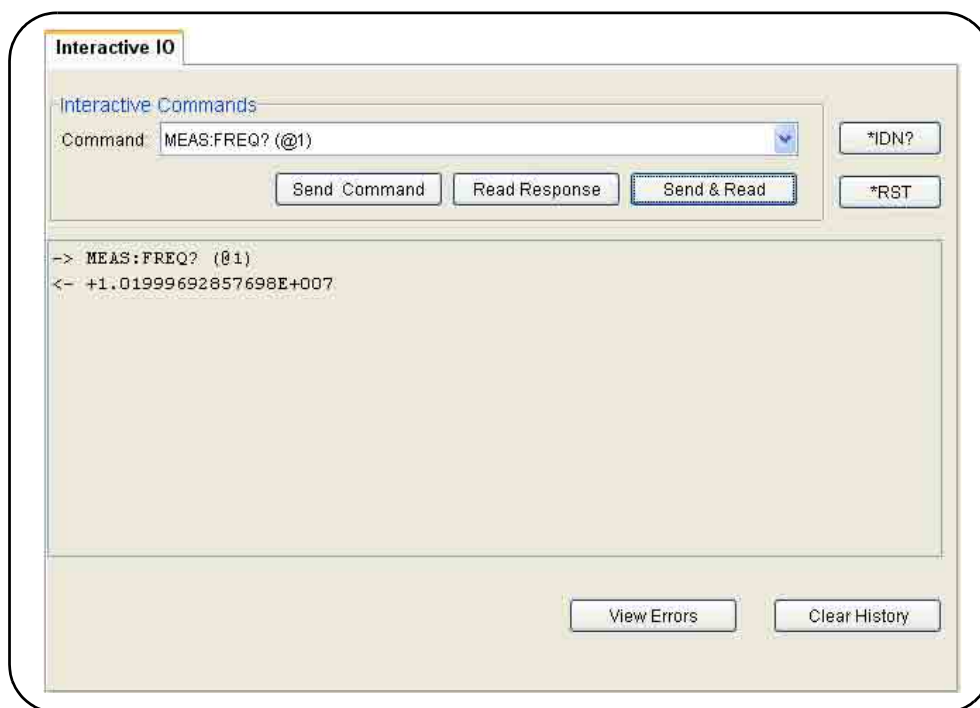 Interactive IO
Interactive Commands
Command: MEAS:FREQ? (@1)
*IDN?
Send Command Read Response Send & Read
*RST
-> MEAS:FREQ? (@1)
<- +1.01999692857698E+007
View Errors Clear History